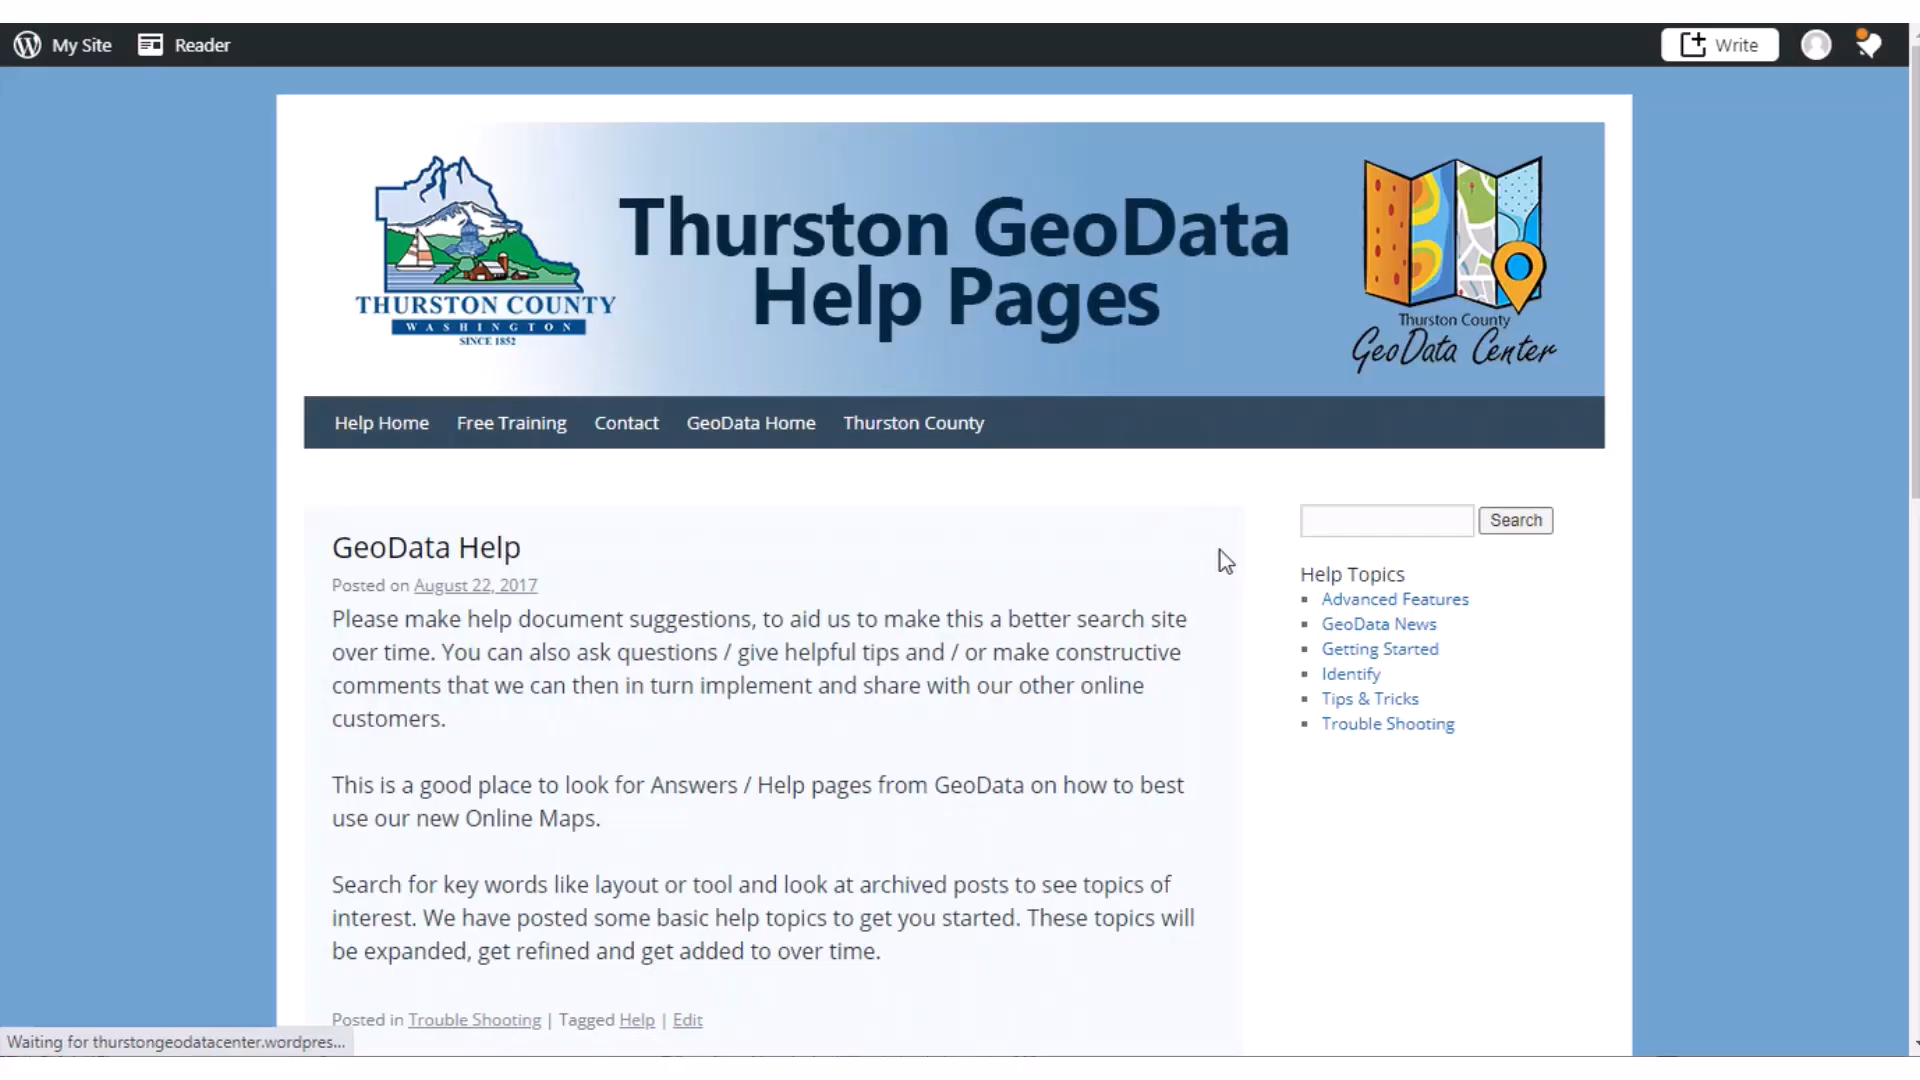 My Site
Reader
Write
THURSTON COUNTY
WASHINGTON
SINCE 1852
Thurston GeoData
Help Pages
Thurston County
GeoData Center
Help Home
Free Training
Contact
GeoData Home
Thurston County
Search
GeoData Help
Posted on August 22, 2017
Please make help document suggestions, to aid us to make this a better search site
over time. You can also ask questions / give helpful tips and / or make constructive
comments that we can then in turn implement and share with our other online
customers.
This is a good place to look for Answers / Help pages from GeoData on how to best
use our new Online Maps.
Search for key words like layout or tool and look at archived posts to see topics of
interest. We have posted some basic help topics to get you started. These topics will
be expanded, get refined and get added to over time.
Posted in Trouble Shooting | Tagged Help | Edit
Help Topics
Advanced Features
GeoData News
Getting Started
Identify
Tips & Tricks
Trouble Shooting
Waiting for thurstongeodatacenter.wordpres...